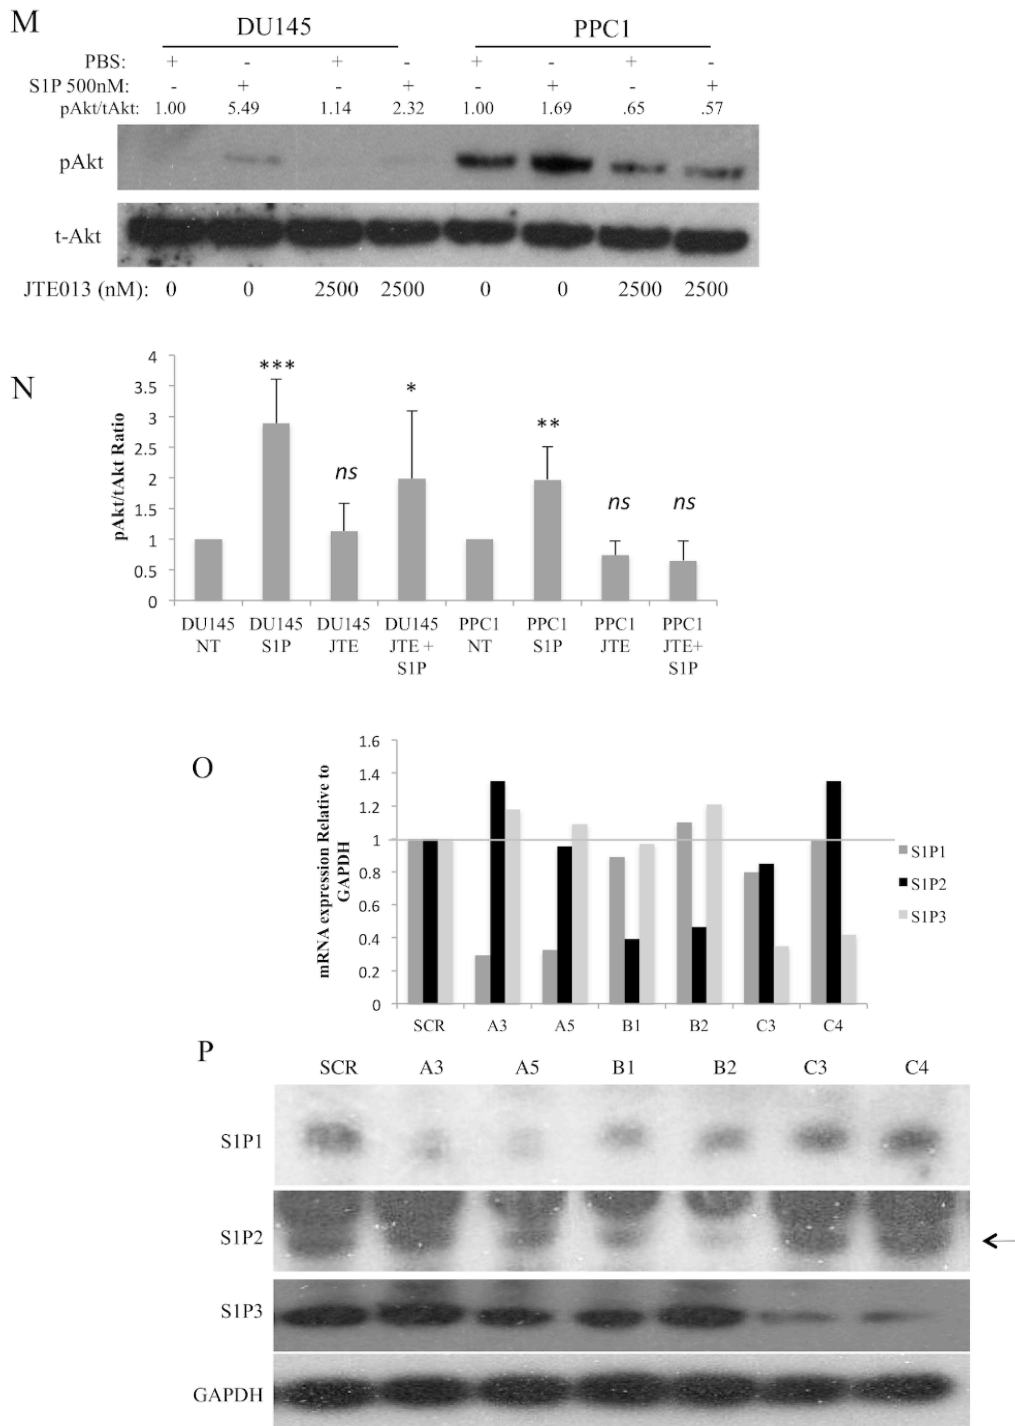 M
DU145 PPC1
PBS: + - + - + - + -
S1P 500nM: - + - + - + - +
pAkt/tAkt: 1.00 5.49 1.14 2.32 1.00 1.69 .65 .57
pAkt
t-Akt
JTE013 (nM): 0 0 2500 2500 0 0 2500 2500
N
pAkt/tAkt Ratio
4
3.5
3
2.5
2
1.5
1
0.5
0
*** ns * ** ns ns
DU145 DU145 DU145 DU145 PPC1 PPC1 PPC1 PPC1
NT S1P JTE JTE + NT S1P JTE JTE+
S1P S1P
O
mRNA expression Relative to
GAPDH
1.6
1.4
1.2
1
0.8
0.6
0.4
0.2
0
SCR A3 A5 B1 B2 C3 C4
S1P1
S1P2
S1P3
P
SCR A3 A5 B1 B2 C3 C4
S1P1
S1P2
S1P3
GAPDH